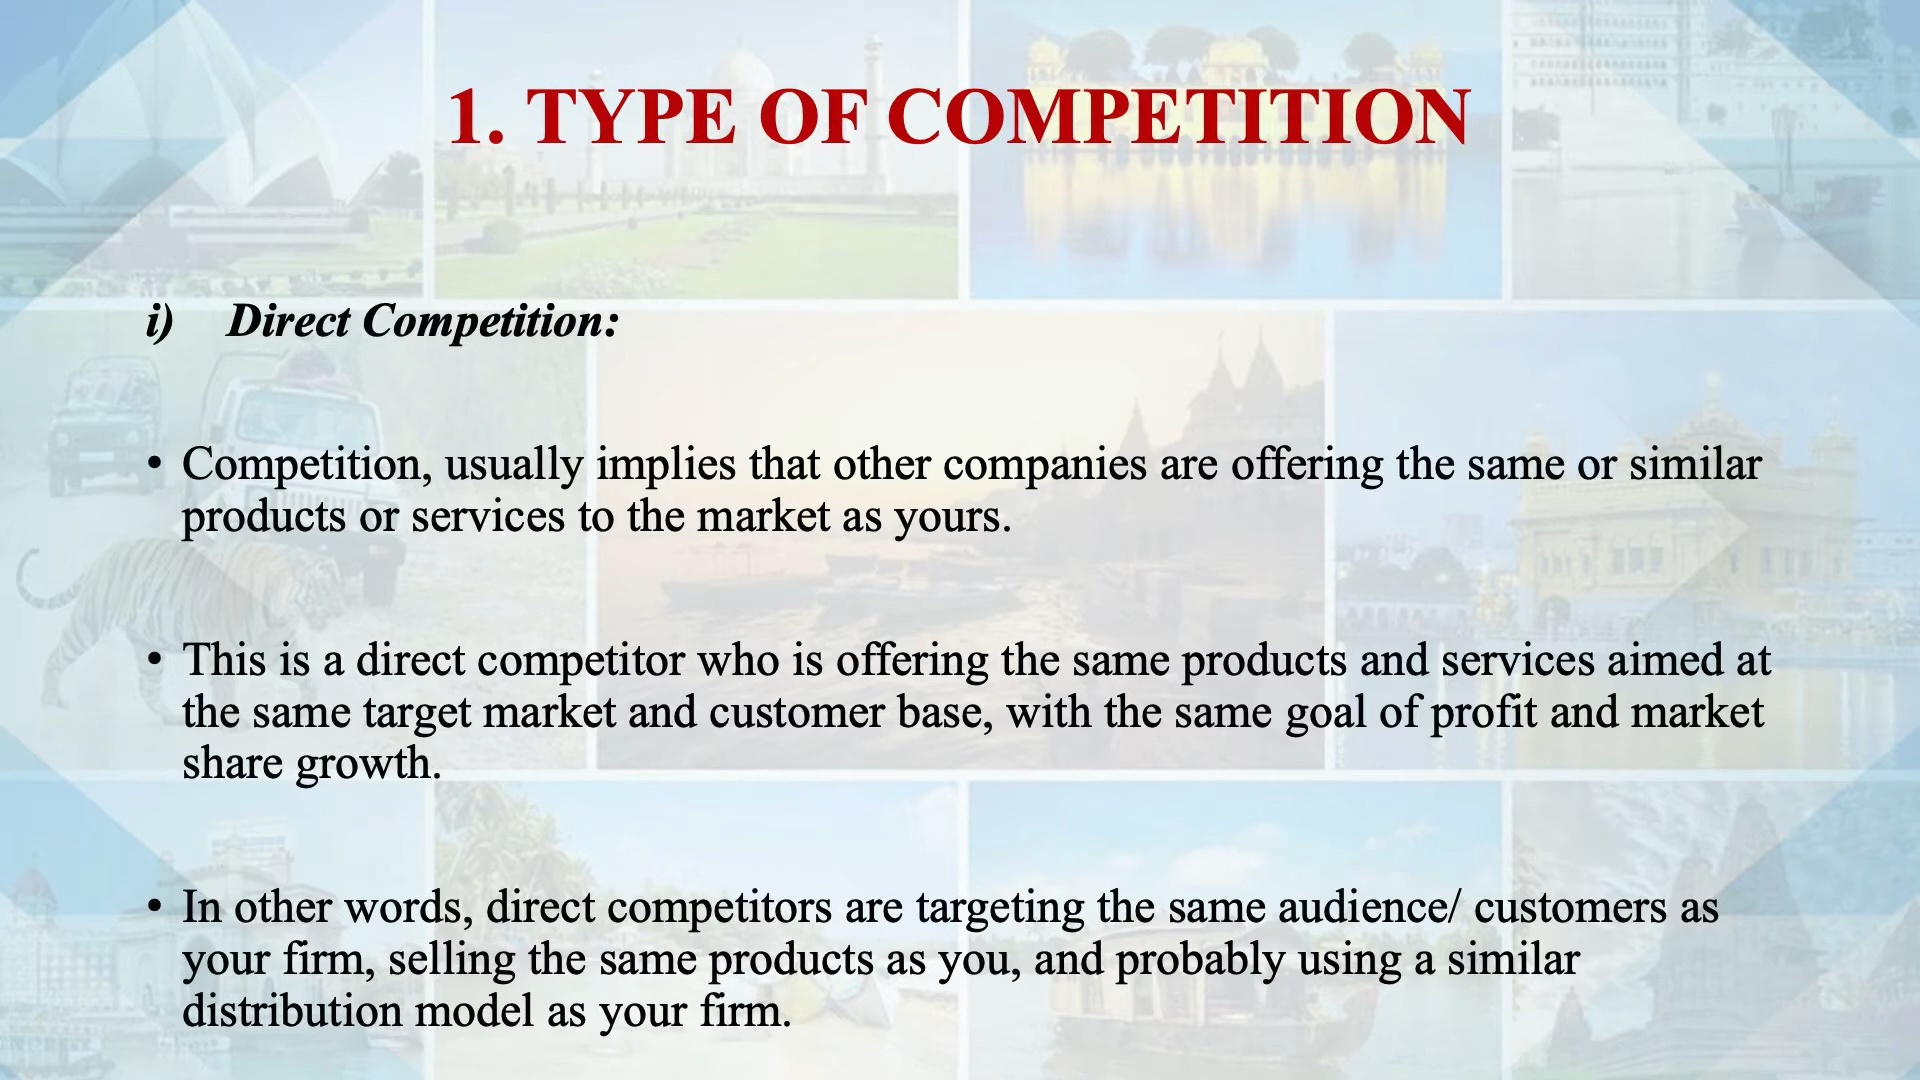 1. TYPE OF COMPETITION
i) Direct Competition:
• Competition, usually implies that other companies are offering the same or similar
products or services to the market as yours.
• This is a direct competitor who is offering the same products and services aimed at
the same target market and customer base, with the same goal of profit and market
share growth.
• In other words, direct competitors are targeting the same audience/ customers as
your firm, selling the same products as you, and probably using a similar
distribution model as your firm.